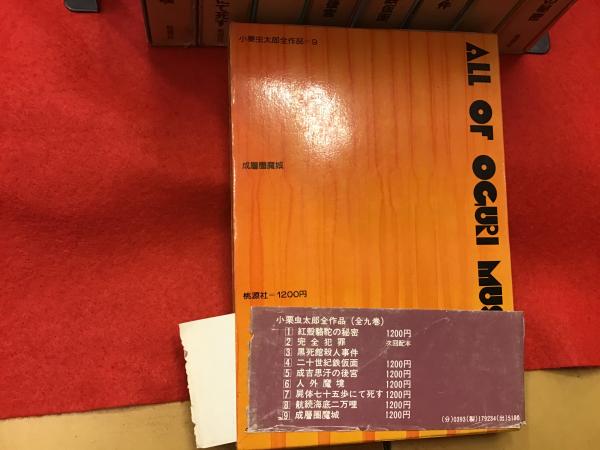 小栗虫太郎全作品–9
ALL OF OGURI MUS
成層圏魔城
桃源社–1200円
小栗虫太郎全作品(全九巻)
1 紅殻駱駝の秘密 1200円
2 完全犯罪 次回配本
3 黒死館殺人事件
4 二十世紀鉄仮面 1200円
5 成吉思汗の後宮 1200円
6 人外魔境 1200円
7 屍体七十五歩にて死す 1200円
8 航続海底二万哩 1200円
9 成層圏魔城 1200円
(分)0393(製)179234(出)5186